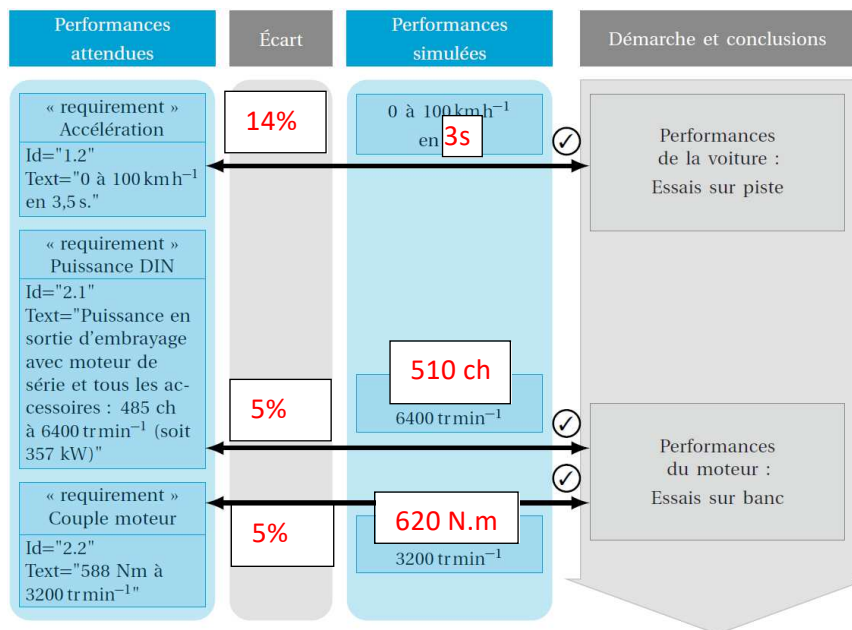 Performances
attendues
Écart
Performances
simulées
Démarche et conclusions
« requirement »
Accélération
Id="1.2"
Text="0 à 100 km h⁻¹
en 3,5 s."
14%
0 à 100 km h⁻¹
en 3s
Performances
de la voiture :
Essais sur piste
« requirement »
Puissance DIN
Id="2.1"
Text="Puissance en
sortie d'embrayage
avec moteur de
série et tous les ac-
cessoires : 485 ch
à 6400 tr min⁻¹ (soit
357 kW)"
5%
510 ch
6400 tr min⁻¹
Performances
du moteur :
Essais sur banc
« requirement »
Couple moteur
Id="2.2"
Text="588 Nm à
3200 tr min⁻¹"
5%
620 N.m
3200 tr min⁻¹